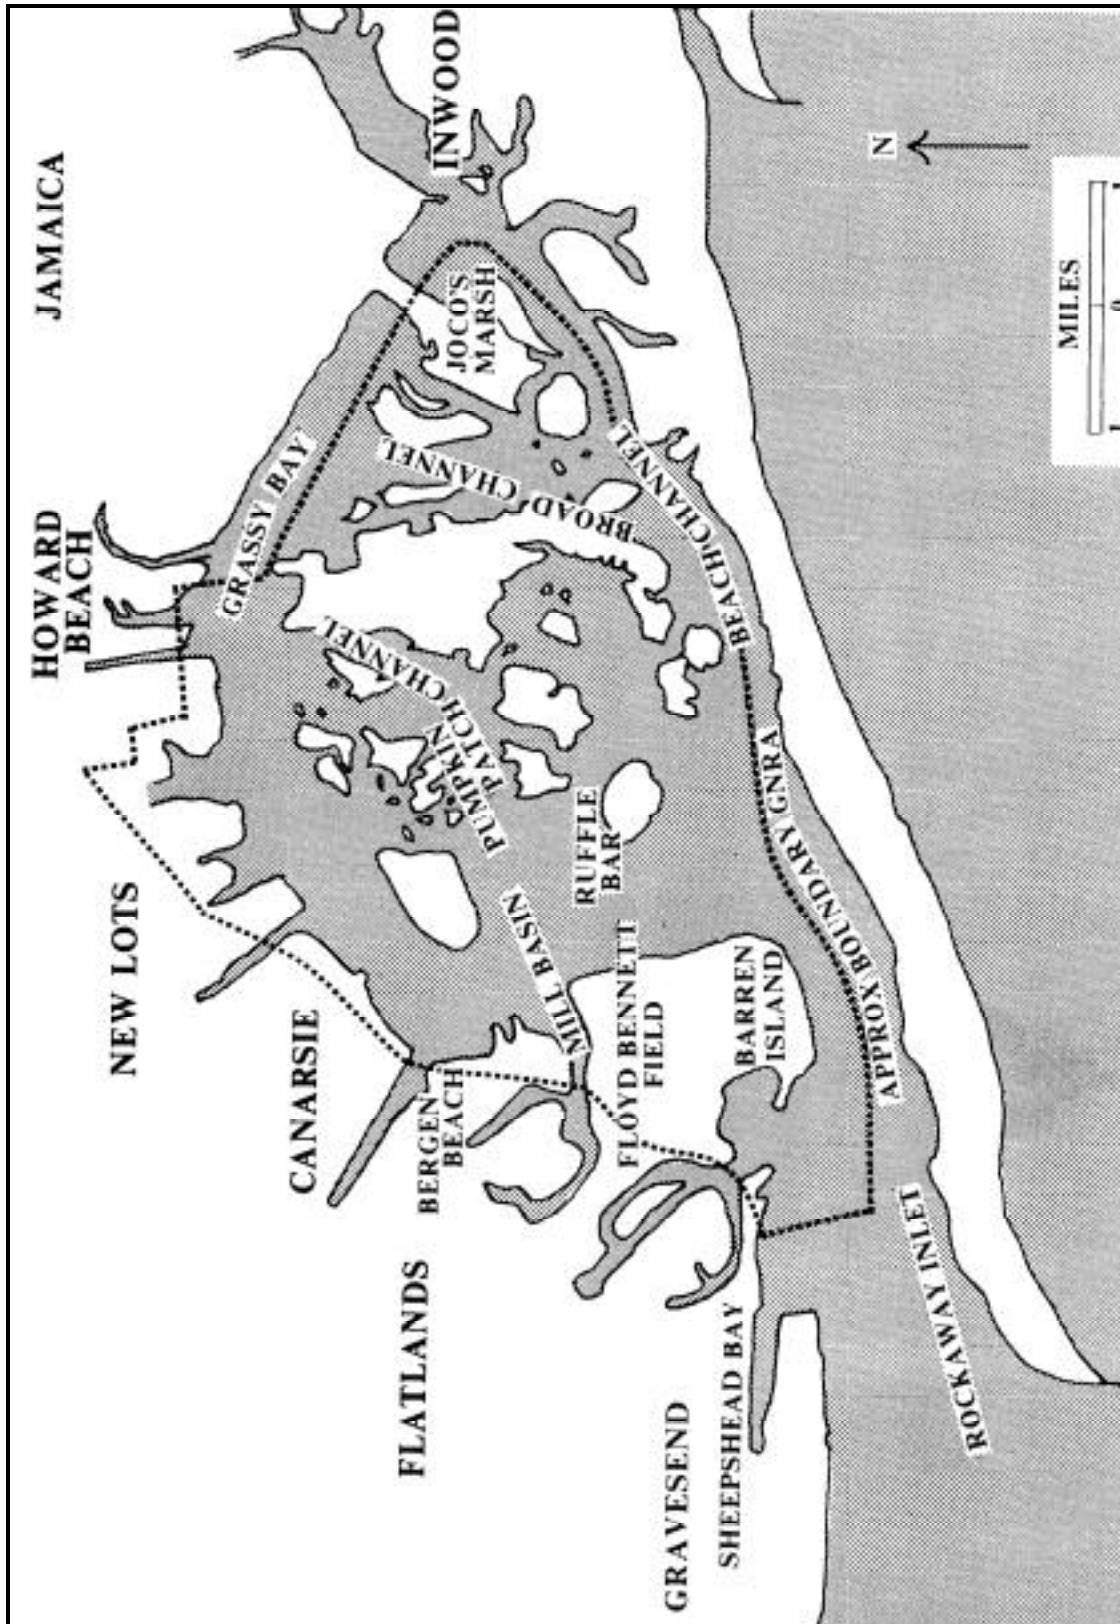 JAMAICA
INWOOD
HOWARD
BEACH
GRASSY BAY
JOCO'S
MARSH
BROAD CHANNEL
BEACH CHANNEL
NEW LOTS
PUMPKIN
PATCH CHANNEL
CANARSIE
RUFFLE
BAR
MILL BASIN
BERGEN
BEACH
FLOYD BENNETT
FIELD
BARREN
ISLAND
APPROX BOUNDARY GNRA
FLATLANDS
GRAVESEND
SHEEPSHEAD BAY
ROCKAWAY INLET
N
MILES
1 0 1